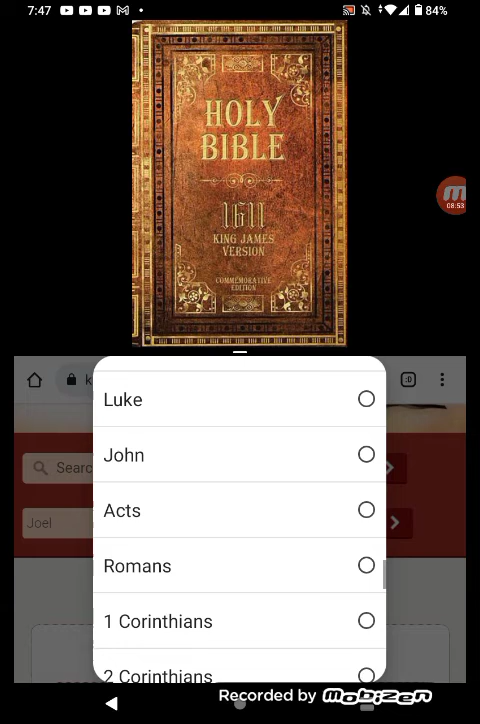 7:47
84%
HOLY
BIBLE
1611
KING JAMES
VERSION
COMMEMORATIVE
EDITION
08:53
k
:D
Luke
Searc
John
Acts
Joel
Romans
1 Corinthians
2 Corinthians
Recorded by Mobizen